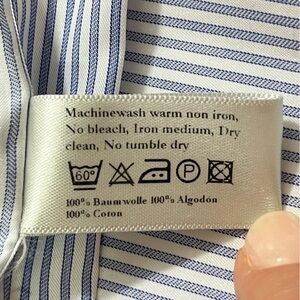 Machinewash warm non iron,
No bleach, Iron medium, Dry
clean, No tumble dry
60° P
100% Baumwolle 100% Algodon
100% Coton